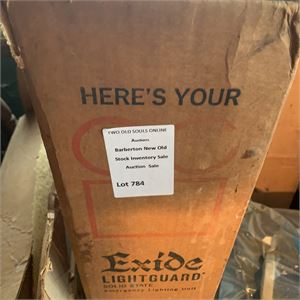 HERE'S YOUR
TWO OLD SOULS ONLINE
Auction
Barberton New Old
Stock Inventory Sale
Auction Sale
Lot 784
Exide
LIGHTGUARD
SOLID STATE
Emergency Lighting Unit